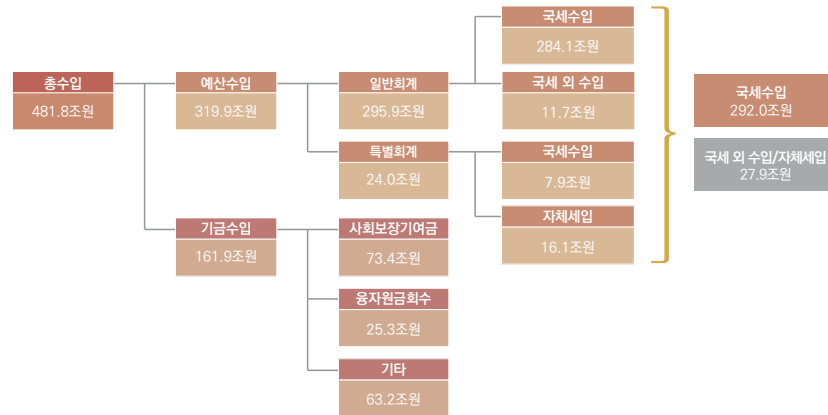 총수입
481.8조원
예산수입
319.9조원
일반회계
295.9조원
국세수입
284.1조원
국세 외 수입
11.7조원
특별회계
24.0조원
국세수입
7.9조원
자체세입
16.1조원
기금수입
161.9조원
사회보장기여금
73.4조원
융자원금회수
25.3조원
기타
63.2조원
국세수입
292.0조원
국세 외 수입/자체세입
27.9조원